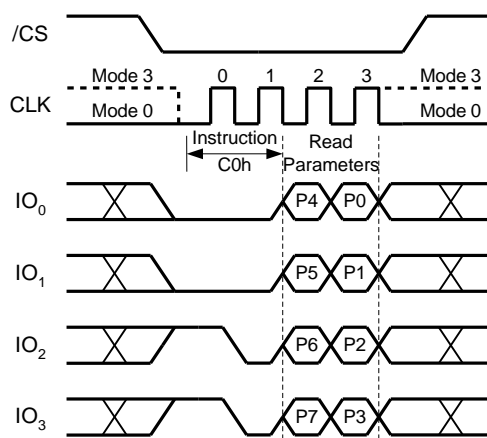 /CS
Mode 3 0 1 2 3 Mode 3
CLK Mode 0 Mode 0
Instruction Read
C0h Parameters
IO0 P4 P0
IO1 P5 P1
IO2 P6 P2
IO3 P7 P3